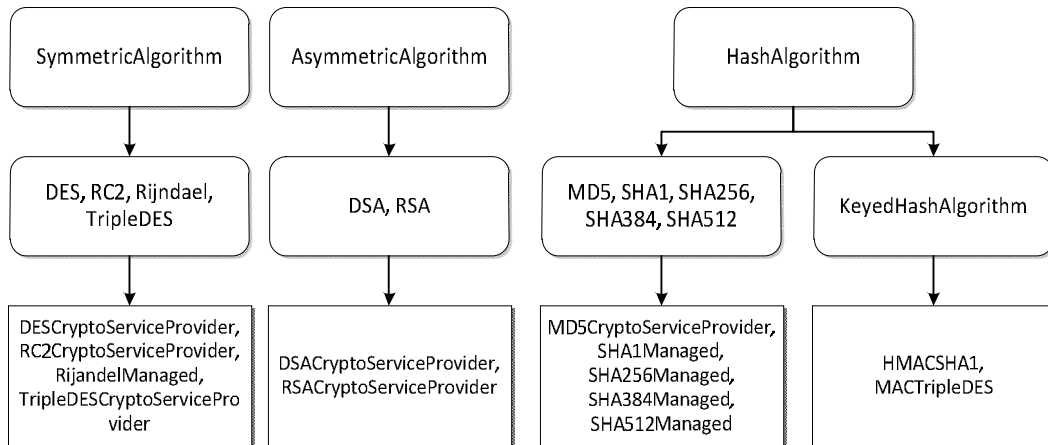 SymmetricAlgorithm
AsymmetricAlgorithm
HashAlgorithm
DES, RC2, Rijndael,
TripleDES
DSA, RSA
MD5, SHA1, SHA256,
SHA384, SHA512
KeyedHashAlgorithm
DESCryptoServiceProvider,
RC2CryptoServiceProvider,
RijandelManaged,
TripleDESCryptoServicePro
vider
DSACryptoServiceProvider,
RSACryptoServiceProvider
MD5CryptoServiceProvider,
SHA1Managed,
SHA256Managed,
SHA384Managed,
SHA512Managed
HMACSHA1,
MACTripleDES